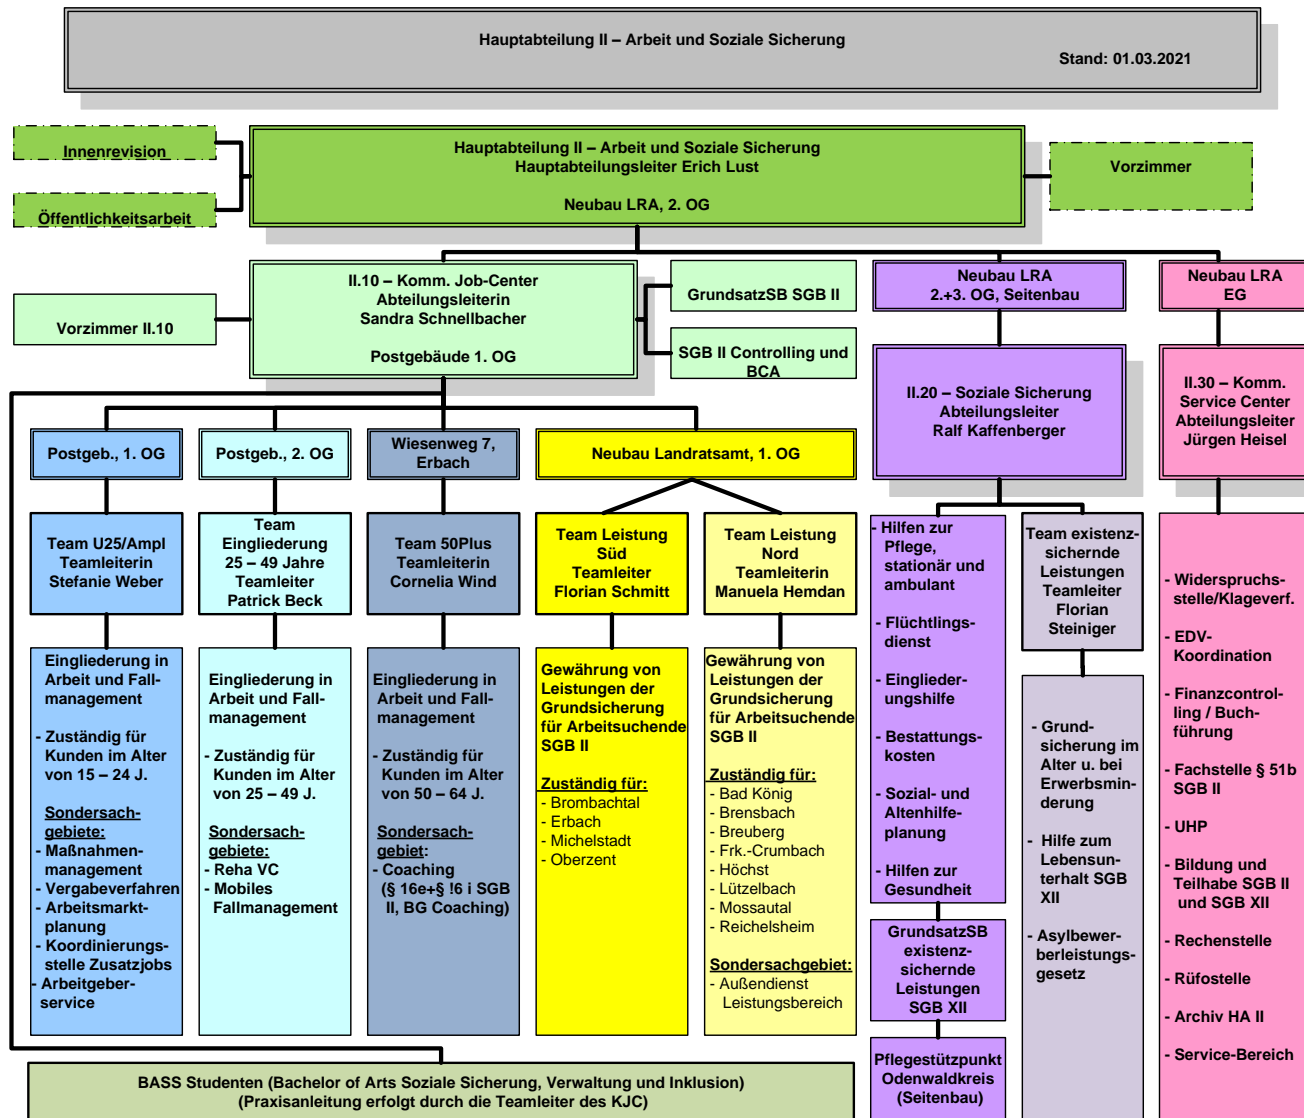 Hauptabteilung II – Arbeit und Soziale Sicherung
Stand: 01.03.2021
Innenrevision
Öffentlichkeitsarbeit
Hauptabteilung II – Arbeit und Soziale Sicherung
Hauptabteilungsleiter Erich Lust
Neubau LRA, 2. OG
Vorzimmer
Vorzimmer II.10
II.10 – Komm. Job-Center
Abteilungsleiterin
Sandra Schnellbacher
Postgebäude 1. OG
GrundsatzSB SGB II
SGB II Controlling und
BCA
Neubau LRA
2.+3. OG, Seitenbau
Neubau LRA
EG
II.20 – Soziale Sicherung
Abteilungsleiter
Ralf Kaffenberger
II.30 – Komm.
Service Center
Abteilungsleiter
Jürgen Heisel
Postgeb., 1. OG
Postgeb., 2. OG
Wiesenweg 7,
Erbach
Neubau Landratsamt, 1. OG
Team U25/Ampl
Teamleiterin
Stefanie Weber
Team
Eingliederung
25 – 49 Jahre
Teamleiter
Patrick Beck
Team 50Plus
Teamleiterin
Cornelia Wind
Team Leistung
Süd
Teamleiter
Florian Schmitt
Team Leistung
Nord
Teamleiterin
Manuela Hemdan
Eingliederung in
Arbeit und Fall-
management
- Zuständig für
Kunden im Alter
von 15 – 24 J.
Sondersach-
gebiete:
- Maßnahmen-
management
- Vergabeverfahren
- Arbeitsmarkt-
planung
- Koordinierungs-
stelle Zusatzjobs
- Arbeitgeber-
service
Eingliederung in
Arbeit und Fall-
management
- Zuständig für
Kunden im Alter
von 25 – 49 J.
Sondersach-
gebiete:
- Reha VC
- Mobiles
Fallmanagement
Eingliederung in
Arbeit und Fall-
management
- Zuständig für
Kunden im Alter
von 50 – 64 J.
Sondersach-
gebiet:
- Coaching
(§ 16e+§ !6 i SGB
II, BG Coaching)
Gewährung von
Leistungen der
Grundsicherung
für Arbeitsuchende
SGB II
Zuständig für:
- Brombachtal
- Erbach
- Michelstadt
- Oberzent
Gewährung von
Leistungen der
Grundsicherung
für Arbeitsuchende
SGB II
Zuständig für:
- Bad König
- Brensbach
- Breuberg
- Frk.-Crumbach
- Höchst
- Lützelbach
- Mossautal
- Reichelsheim
Sondersachgebiet:
- Außendienst
Leistungsbereich
- Hilfen zur
Pflege,
stationär und
ambulant
- Flüchtlings-
dienst
- Einglieder-
ungshilfe
- Bestattungs-
kosten
- Sozial- und
Altenhilfe-
planung
- Hilfen zur
Gesundheit
GrundsatzSB
existenz-
sichernde
Leistungen
SGB XII
Pflegestützpunkt
Odenwaldkreis
(Seitenbau)
Team existenz-
sichernde
Leistungen
Teamleiter
Florian
Steiniger
- Grund-
sicherung im
Alter u. bei
Erwerbsmin-
derung
- Hilfe zum
Lebensun-
terhalt SGB
XII
- Asylbewer-
berleistungs-
gesetz
- Widerspruchs-
stelle/Klageverf.
- EDV-
Koordination
- Finanzcontrol-
ling / Buch-
führung
- Fachstelle § 51b
SGB II
- UHP
- Bildung und
Teilhabe SGB II
und SGB XII
- Rechenstelle
- Rüfostelle
- Archiv HA II
- Service-Bereich
BASS Studenten (Bachelor of Arts Soziale Sicherung, Verwaltung und Inklusion)
(Praxisanleitung erfolgt durch die Teamleiter des KJC)